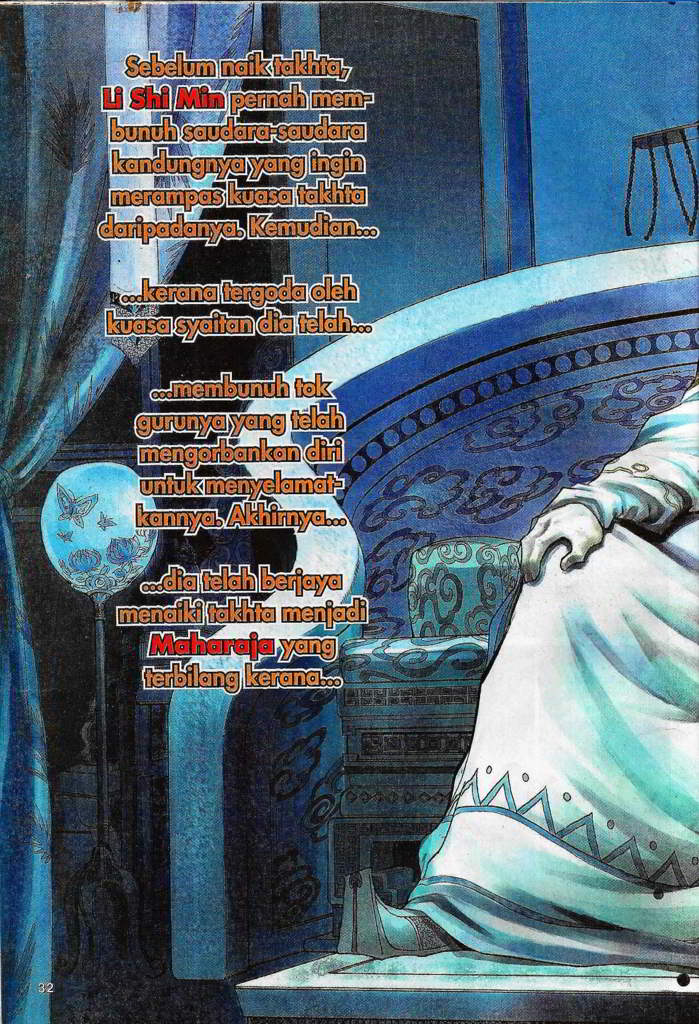 Sebelum naik takhta,
Li Shi Min pernah mem-
bunuh saudara-saudara
kandungnya yang ingin
merampas kuasa takhta
daripadanya. Kemudian...
...kerana tergoda oleh
kuasa syaitan dia telah...
...membunuh tok
gurunya yang telah
mengorbankan diri
untuk menyelamat-
kannya. Akhirnya...
...dia telah berjaya
menaiki takhta menjadi
Maharaja yang
terbilang kerana...
32